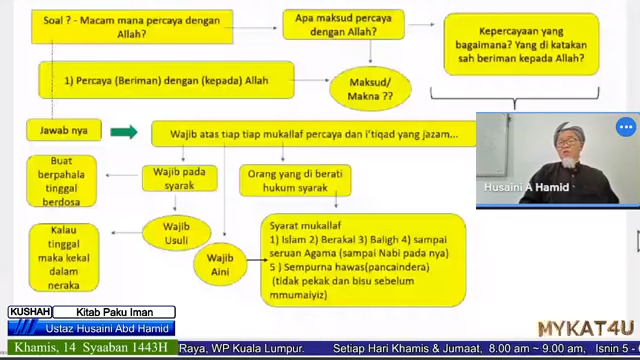 Soal ? - Macam mana percaya dengan
Allah?
Apa maksud percaya
dengan Allah?
Kepercayaan yang
bagaimana? Yang di katakan
sah beriman kepada Allah?
1) Percaya (Beriman) dengan (kepada) Allah
Maksud/
Makna ??
Jawab nya
Wajib atas tiap tiap mukallaf percaya dan i'tiqad yang jazam...
Buat
berpahala
tinggal
berdosa
Wajib pada
syarak
Orang yang di berati
hukum syarak
Husaini A Hamid
Kalau
tinggal
maka kekal
dalam
neraka
Wajib
Usuli
Wajib
Aini
Syarat mukallaf
1) Islam 2) Berakal 3) Baligh 4) sampai
seruan Agama (sampai Nabi pada nya)
5 ) Sempurna hawas(pancaindera)
(tidak pekak dan bisu sebelum
mmumaiyiz)
KUSHAH Kitab Paku Iman
Ustaz Husaini Abd Hamid
MYKAT4U
Khamis, 14 Syaaban 1443H
Raya, WP Kuala Lumpur. Setiap Hari Khamis & Jumaat, 8.00 am ~ 9.00 am, Isnin 5 -